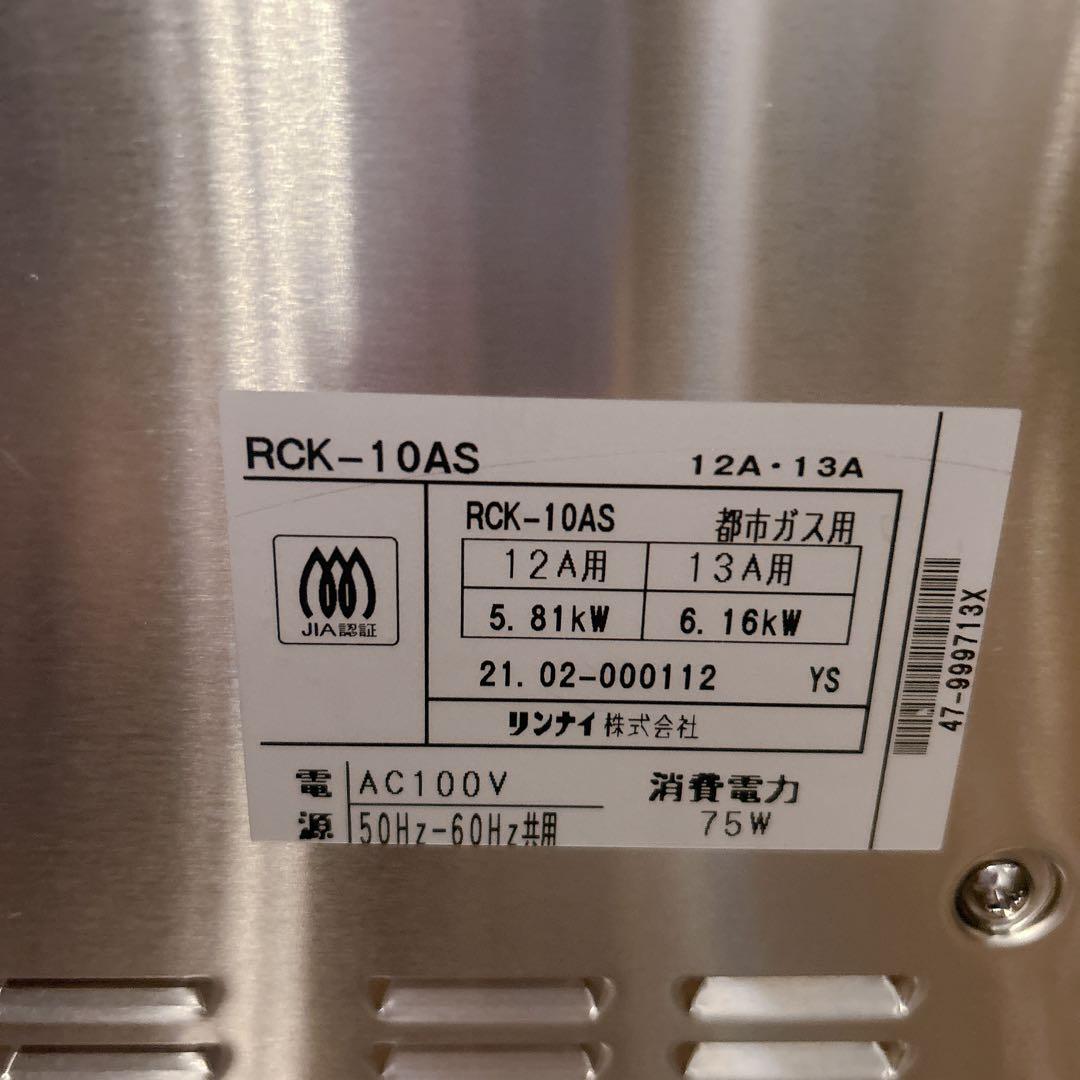 RCK-10AS 12A・13A
JIA認証
RCK-10AS 都市ガス用
12A用 13A用
5.81kW 6.16kW
21.02-000112 YS
リンナイ株式会社
電源 AC100V 消費電力
50Hz-60Hz共用 75W
47-999713X